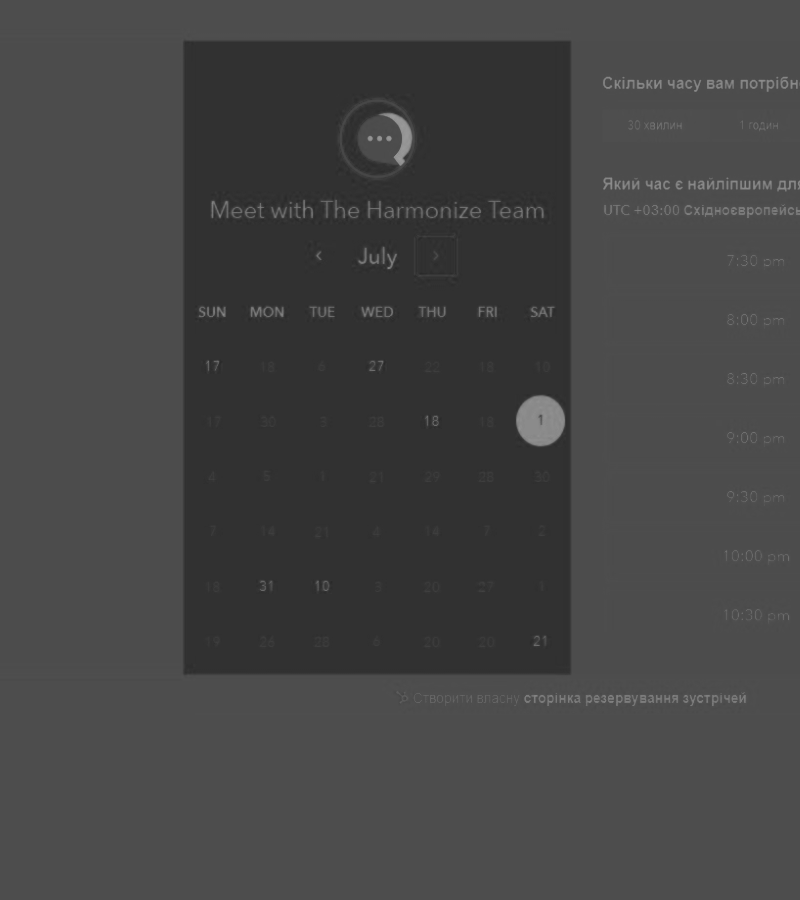 Скільки часу вам потрібн
30 хвилин 1 годин
Meet with The Harmonize Team
Який час є найліпшим для
UTC +03:00 Східноєвропейсь
July
7:30 pm
8:00 pm
8:30 pm
9:00 pm
9:30 pm
10:00 pm
10:30 pm
SUN MON TUE WED THU FRI SAT
17 18 6 27 22 18 10
17 30 28 18 18 1
4 5 1 21 29 28 30
7 14 21 4 14 7 2
31 10 20 27 1
19 26 28 6 20 20 21
Створити власну сторінка резервування зустрічей